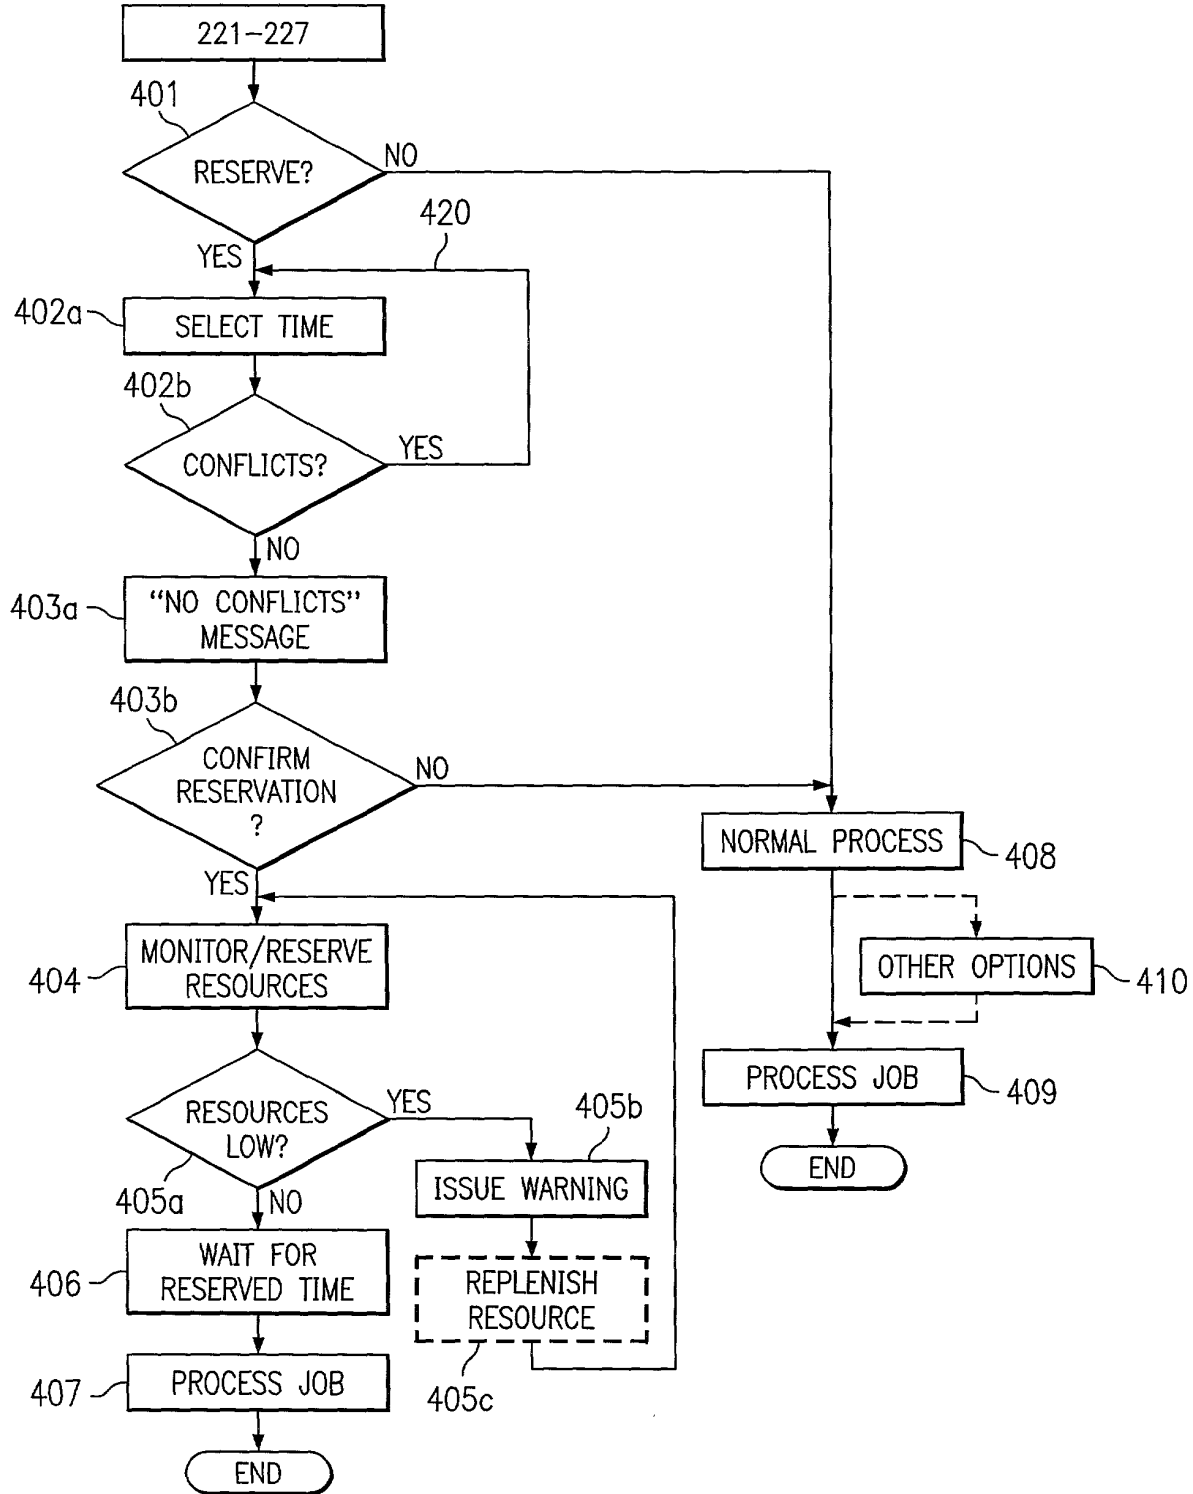 221-227
401
RESERVE?
NO
YES
420
402a
SELECT TIME
402b
CONFLICTS?
YES
NO
403a
“NO CONFLICTS”
MESSAGE
403b
CONFIRM
RESERVATION
?
NO
YES
NORMAL PROCESS
408
404
MONITOR/RESERVE
RESOURCES
OTHER OPTIONS
410
RESOURCES
LOW?
YES
405a
NO
405b
ISSUE WARNING
PROCESS JOB
409
END
406
WAIT FOR
RESERVED TIME
REPLENISH
RESOURCE
405c
407
PROCESS JOB
END